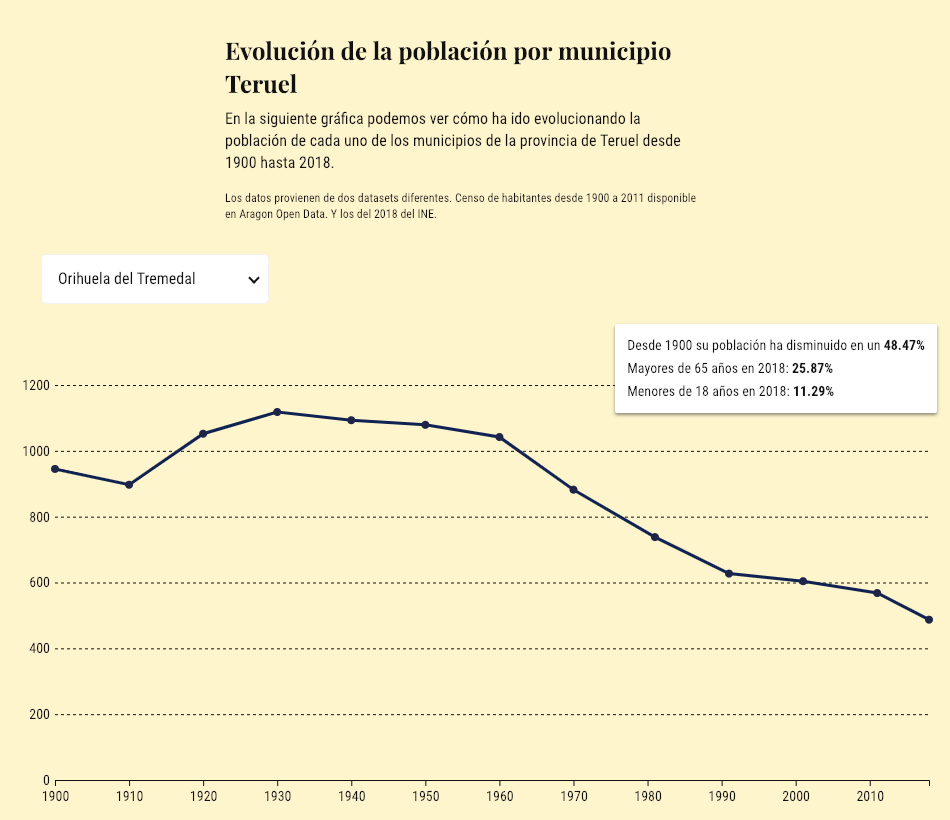 Evolución de la población por municipio
Teruel
En la siguiente gráfica podemos ver cómo ha ido evolucionando la
población de cada uno de los municipios de la provincia de Teruel desde
1900 hasta 2018.
Los datos provienen de dos datasets diferentes. Censo de habitantes desde 1900 a 2011 disponible
en Aragon Open Data. Y los del 2018 del INE.
Orihuela del Tremedal
Desde 1900 su población ha disminuido en un 48.47%
Mayores de 65 años en 2018: 25.87%
Menores de 18 años en 2018: 11.29%
1200
1000
800
600
400
200
0
1900 1910 1920 1930 1940 1950 1960 1970 1980 1990 2000 2010